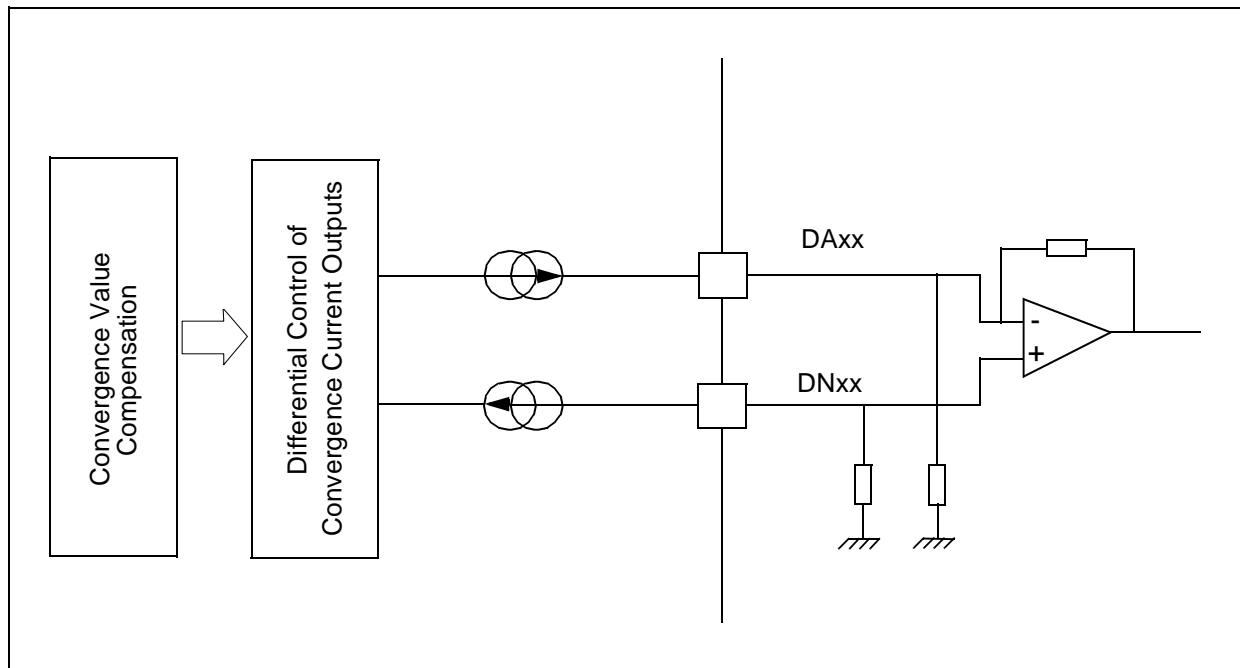 Convergence Value
Compensation
Differential Control of
Convergence Current Outputs
DAxx
DNxx
-
+